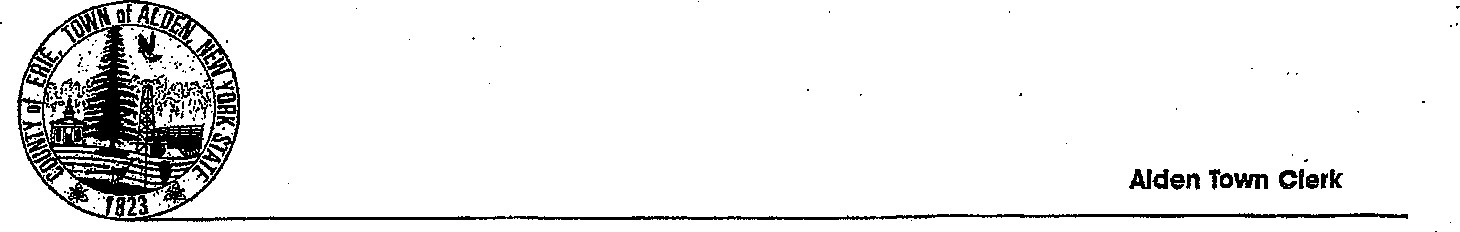 COUNTY of ERIE, TOWN of ALDEN, NEW YORK STATE
1823
Alden Town Clerk